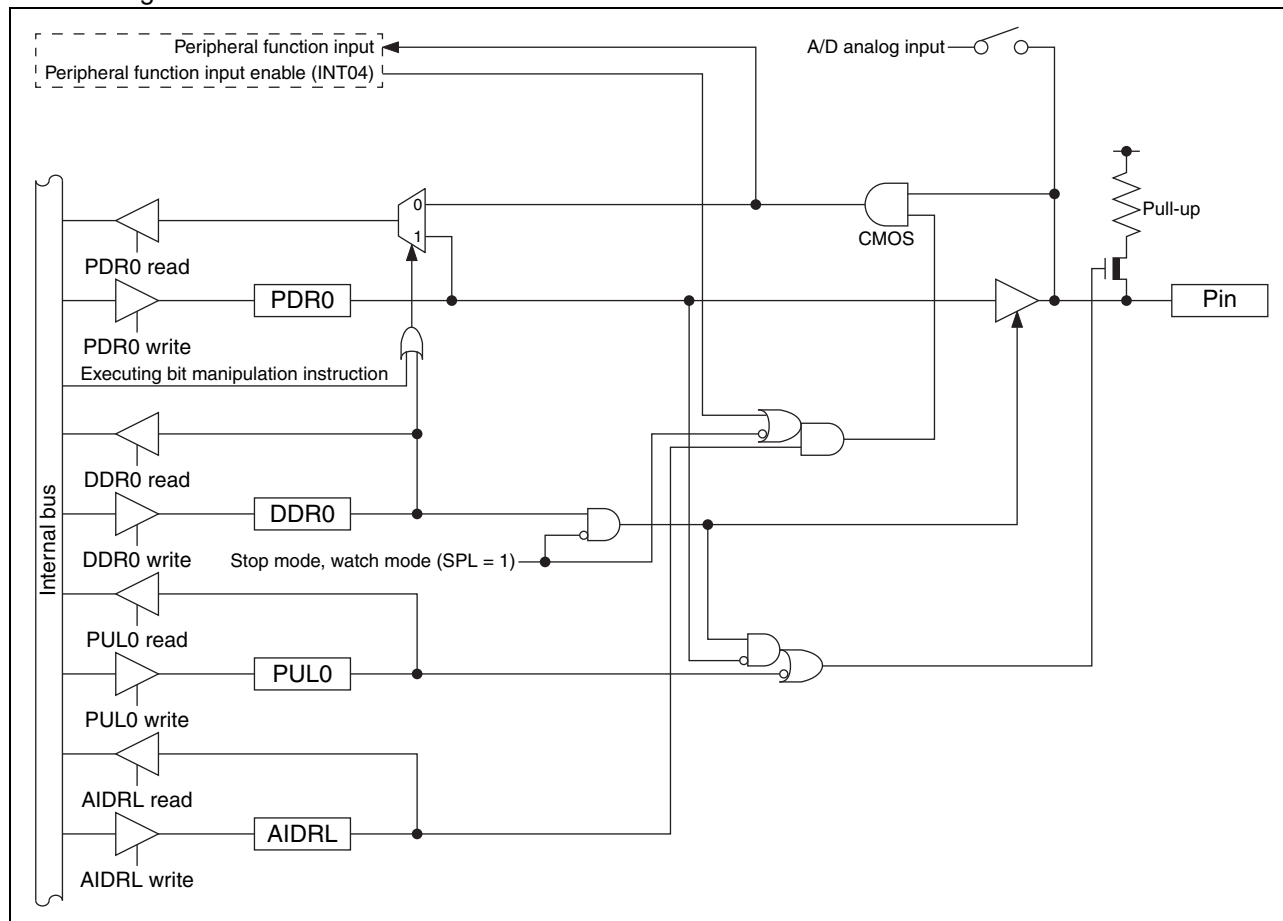 Peripheral function input
A/D analog input
Peripheral function input enable (INT04)
0
Pull-up
1
CMOS
PDR0 read
PDR0
Pin
PDR0 write
Executing bit manipulation instruction
DDR0 read
DDR0
DDR0 write
Stop mode, watch mode (SPL = 1)
Internal bus
PUL0 read
PUL0
PUL0 write
AIDRL read
AIDRL
AIDRL write